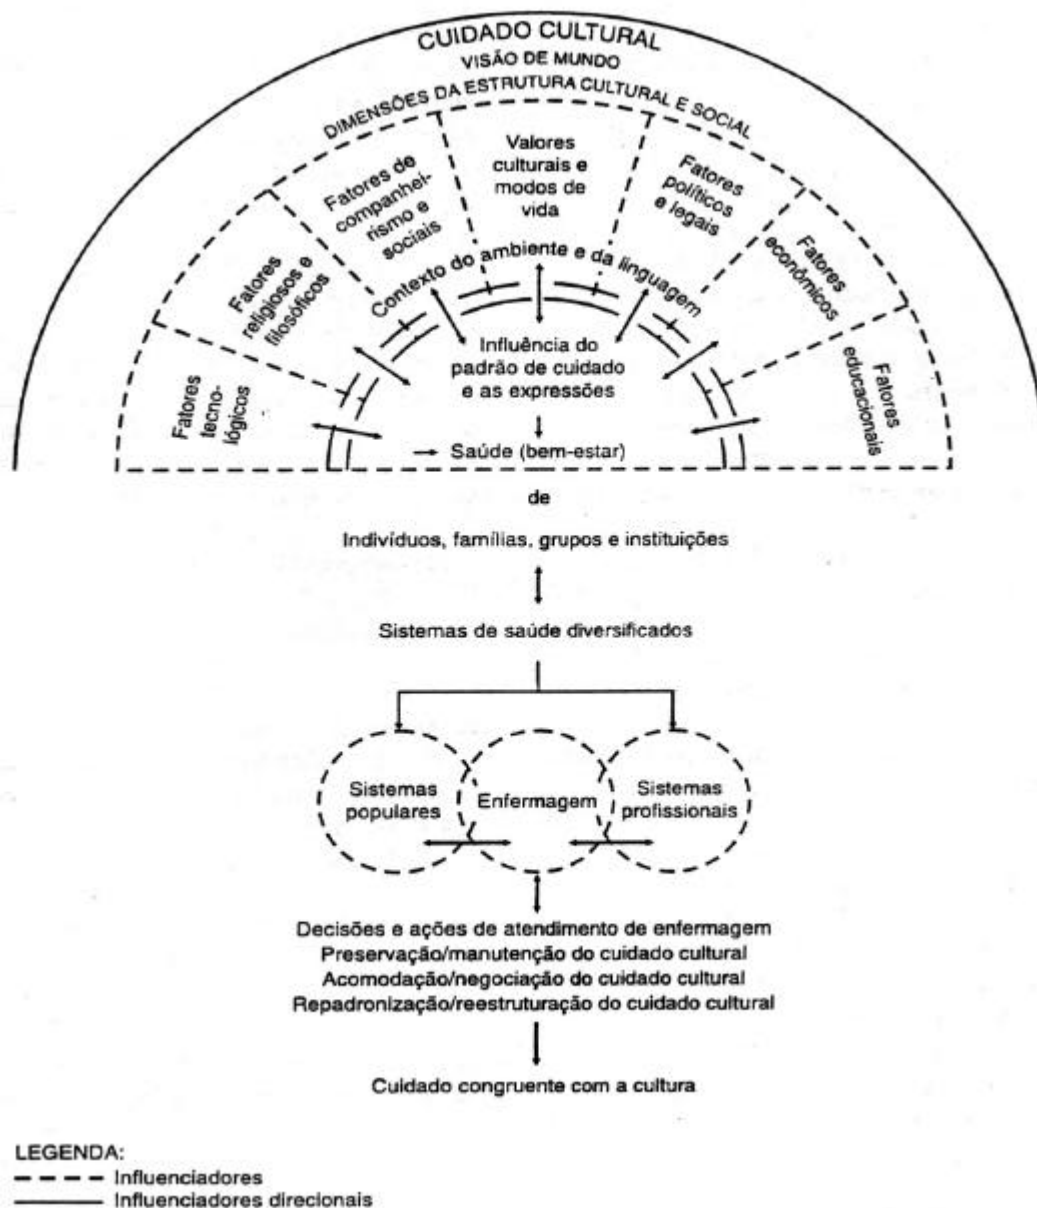 CUIDADO CULTURAL
VISÃO DE MUNDO
DIMENSÕES DA ESTRUTURA CULTURAL E SOCIAL
Fatores
tecno-
lógicos
Fatores
religiosos e
filosóficos
Fatores de
companhei-
rismo e
sociais
Valores
culturais e
modos de
vida
Fatores
políticos
e legais
Fatores
econômicos
Fatores
educacionais
Contexto do ambiente e da linguagem
Influência do
padrão de cuidado
e as expressões
Saúde (bem-estar)
de
Indivíduos, famílias, grupos e instituições
Sistemas de saúde diversificados
Sistemas
populares
Enfermagem
Sistemas
profissionais
Decisões e ações de atendimento de enfermagem
Preservação/manutenção do cuidado cultural
Acomodação/negociação do cuidado cultural
Repadronização/reestruturação do cuidado cultural
Cuidado congruente com a cultura
LEGENDA:
Influenciadores
Influenciadores direcionais